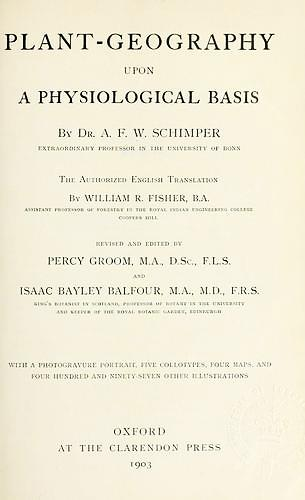 PLANT-GEOGRAPHY
UPON
A PHYSIOLOGICAL BASIS
By Dr. A. F. W. SCHIMPER
EXTRAORDINARY PROFESSOR IN THE UNIVERSITY OF BONN
The Authorized English Translation
By WILLIAM R. FISHER, B.A.
ASSISTANT PROFESSOR OF FORESTRY IN THE ROYAL INDIAN ENGINEERING COLLEGE
COOPERS HILL
REVISED AND EDITED BY
PERCY GROOM, M.A., D.Sc., F.L.S.
AND
ISAAC BAYLEY BALFOUR, M.A., M.D., F.R.S.
KING'S BOTANIST IN SCOTLAND, PROFESSOR OF BOTANY IN THE UNIVERSITY
AND KEEPER OF THE ROYAL BOTANIC GARDEN, EDINBURGH
WITH A PHOTOGRAVURE PORTRAIT, FIVE COLLOTYPES, FOUR MAPS, AND
FOUR HUNDRED AND NINETY-SEVEN OTHER ILLUSTRATIONS
OXFORD
AT THE CLARENDON PRESS
1903